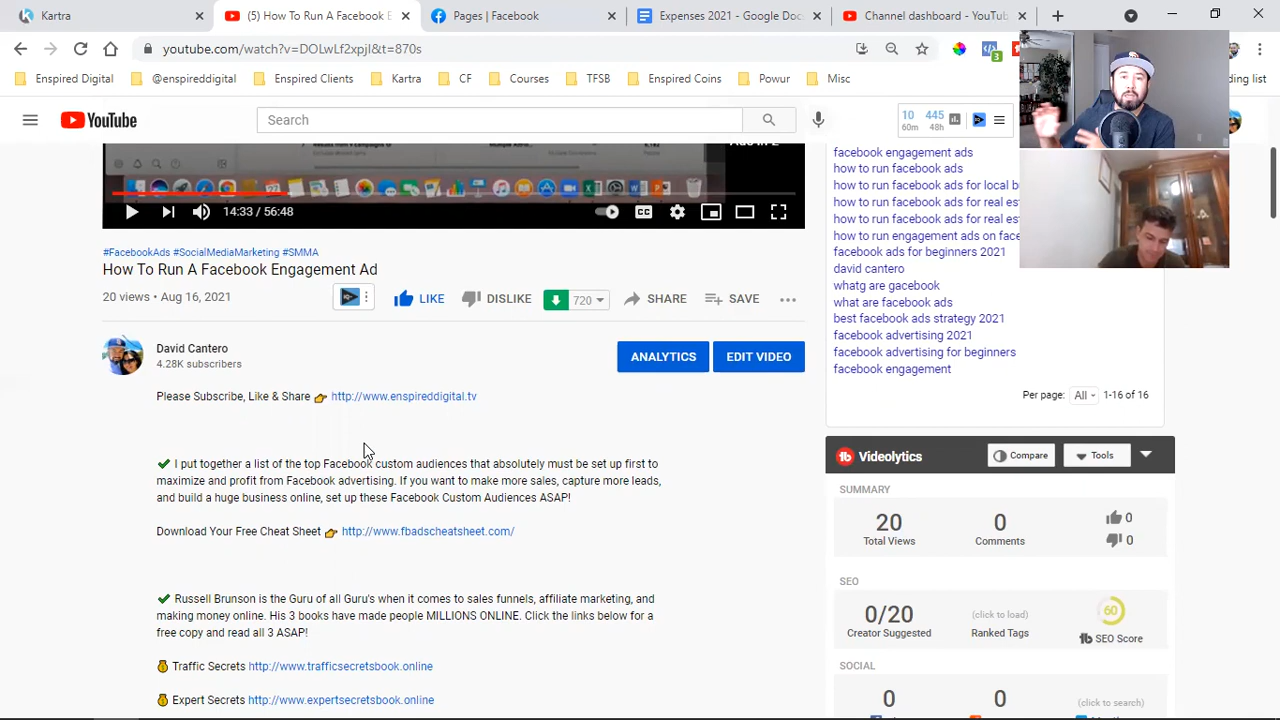 Kartra
(5) How To Run A Facebook E
Pages | Facebook
Expenses 2021 - Google Doc
Channel dashboard - YouTu
youtube.com/watch?v=DOLwLf2xpjI&t=870s
3
Enspired Digital
@enspireddigital
Enspired Clients
Kartra
CF
Courses
TFSB
Enspired Coins
Powur
Misc
ding list
YouTube
Search
10 445
60m 48h
14:33 / 56:48
CC
#FacebookAds #SocialMediaMarketing #SMMA
How To Run A Facebook Engagement Ad
20 views • Aug 16, 2021
LIKE
DISLIKE
720
SHARE
SAVE
David Cantero
4.28K subscribers
ANALYTICS
EDIT VIDEO
Please Subscribe, Like & Share 👉 http://www.enspireddigital.tv
✔ I put together a list of the top Facebook custom audiences that absolutely must be set up first to
maximize and profit from Facebook advertising. If you want to make more sales, capture more leads,
and build a huge business online, set up these Facebook Custom Audiences ASAP!
Download Your Free Cheat Sheet 👉 http://www.fbadscheatsheet.com/
✔ Russell Brunson is the Guru of all Guru's when it comes to sales funnels, affiliate marketing, and
making money online. His 3 books have made people MILLIONS ONLINE. Click the links below for a
free copy and read all 3 ASAP!
💰 Traffic Secrets http://www.trafficsecretsbook.online
💰 Expert Secrets http://www.expertsecretsbook.online
facebook engagement ads
how to run facebook ads
how to run facebook ads for local b
how to run facebook ads for real es
how to run facebook ads for real est
how to run engagement ads on face
facebook ads for beginners 2021
david cantero
whatg are gacebook
what are facebook ads
best facebook ads strategy 2021
facebook advertising 2021
facebook advertising for beginners
facebook engagement
Per page: All 1-16 of 16
Videolytics
Compare
Tools
SUMMARY
20
Total Views
0
Comments
0
0
SEO
0/20
Creator Suggested
(click to load)
Ranked Tags
60
SEO Score
SOCIAL
0
0
(click to search)